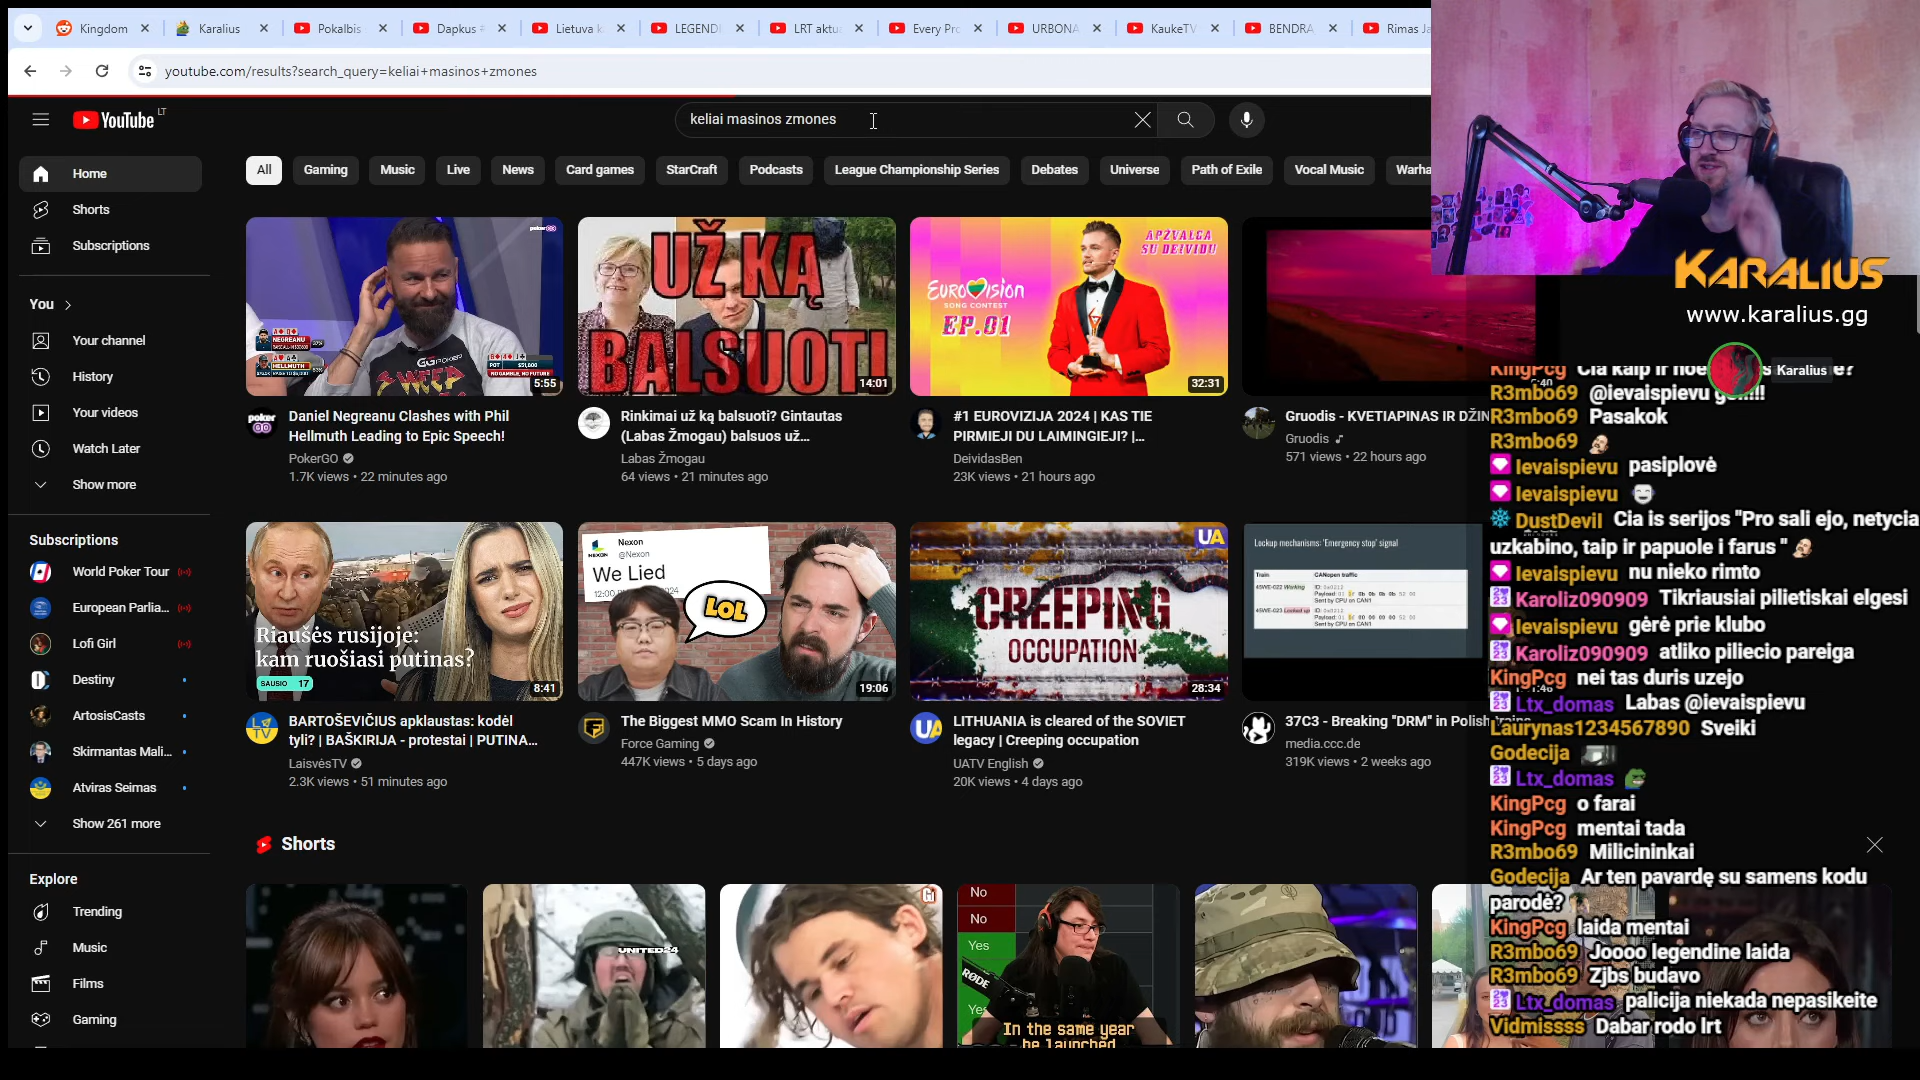 Kingdom
Karalius
Pokalbis
Dapkus
Lietuva k
LEGEND
LRT aktu
Every Pro
URBONA
KaukeTV
BENDRA
Rimas Ja
youtube.com/results?search_query=keliai+masinos+zmones
YouTube LT
keliai masinos zmones
All
Gaming
Music
Live
News
Card games
StarCraft
Podcasts
League Championship Series
Debates
Universe
Path of Exile
Vocal Music
Warha
Home
Shorts
Subscriptions
You
Your channel
History
Your videos
Watch Later
Show more
Subscriptions
World Poker Tour
European Parlia...
Lofi Girl
Destiny
ArtosisCasts
Skirmantas Mali...
Atviras Seimas
Show 261 more
Explore
Trending
Music
Films
Gaming
NEGREANU
HELLMUTH
GGPOKER
5:55
Daniel Negreanu Clashes with Phil
Hellmuth Leading to Epic Speech!
PokerGO
1.7K views • 22 minutes ago
UŽ KĄ
BALSUOTI
14:01
Rinkimai už ką balsuoti? Gintautas
(Labas Žmogau) balsuos už...
Labas Žmogau
64 views • 21 minutes ago
APŽVALGA
SU DEIVIDU
EUROVISION
SONG CONTEST
EP.01
32:31
#1 EUROVIZIJA 2024 | KAS TIE
PIRMIEJI DU LAIMINGIEJI? |...
DeividasBen
23K views • 21 hours ago
Gruodis - KVETIAPINAS IR DŽIN
Gruodis
571 views • 22 hours ago
Riaušės rusijoje:
kam ruošiasi putinas?
SAUSIO 17
8:41
BARTOŠEVIČIUS apklaustas: kodėl
tyli? | BAŠKIRIJA - protestai | PUTINA...
LaisvėsTV
2.3K views • 51 minutes ago
Nexon
@Nexon
We Lied
LOL
19:06
The Biggest MMO Scam In History
Force Gaming
447K views • 5 days ago
UA
CREEPING
OCCUPATION
28:34
LITHUANIA is cleared of the SOVIET
legacy | Creeping occupation
UATV English
20K views • 4 days ago
Lockup mechanisms: 'Emergency stop' signal
Train
CANopen traffic
37C3 - Breaking "DRM" in Polish trains
media.ccc.de
319K views • 2 weeks ago
Shorts
UNITED24
No
No
Yes
RØDE
In the same year
be launched
KARALIUS
www.karalius.gg
Karalius
R3mbo69 @ievaispievu
R3mbo69 Pasakok
R3mbo69
Ievaispievu pasiplovė
Ievaispievu
DustDevil Cia is serijos "Pro sali ejo, netycia
uzkabino, taip ir papuole i farus "
Ievaispievu nu nieko rimto
Karoliz090909 Tikriausiai pilietiskai elgesi
Ievaispievu gėrė prie klubo
Karoliz090909 atliko piliecio pareiga
KingPcg nei tas duris uzejo
Ltx_domas Labas @ievaispievu
Laurynas1234567890 Sveiki
Godecija
Ltx_domas
KingPcg o farai
KingPcg mentai tada
R3mbo69 Milicininkai
Godecija Ar ten pavardę su samens kodu
parodė?
KingPcg laida mentai
R3mbo69 Joooo legendine laida
R3mbo69 Zjbs budavo
Ltx_domas palicija niekada nepasikeite
Vidmissss Dabar rodo lrt